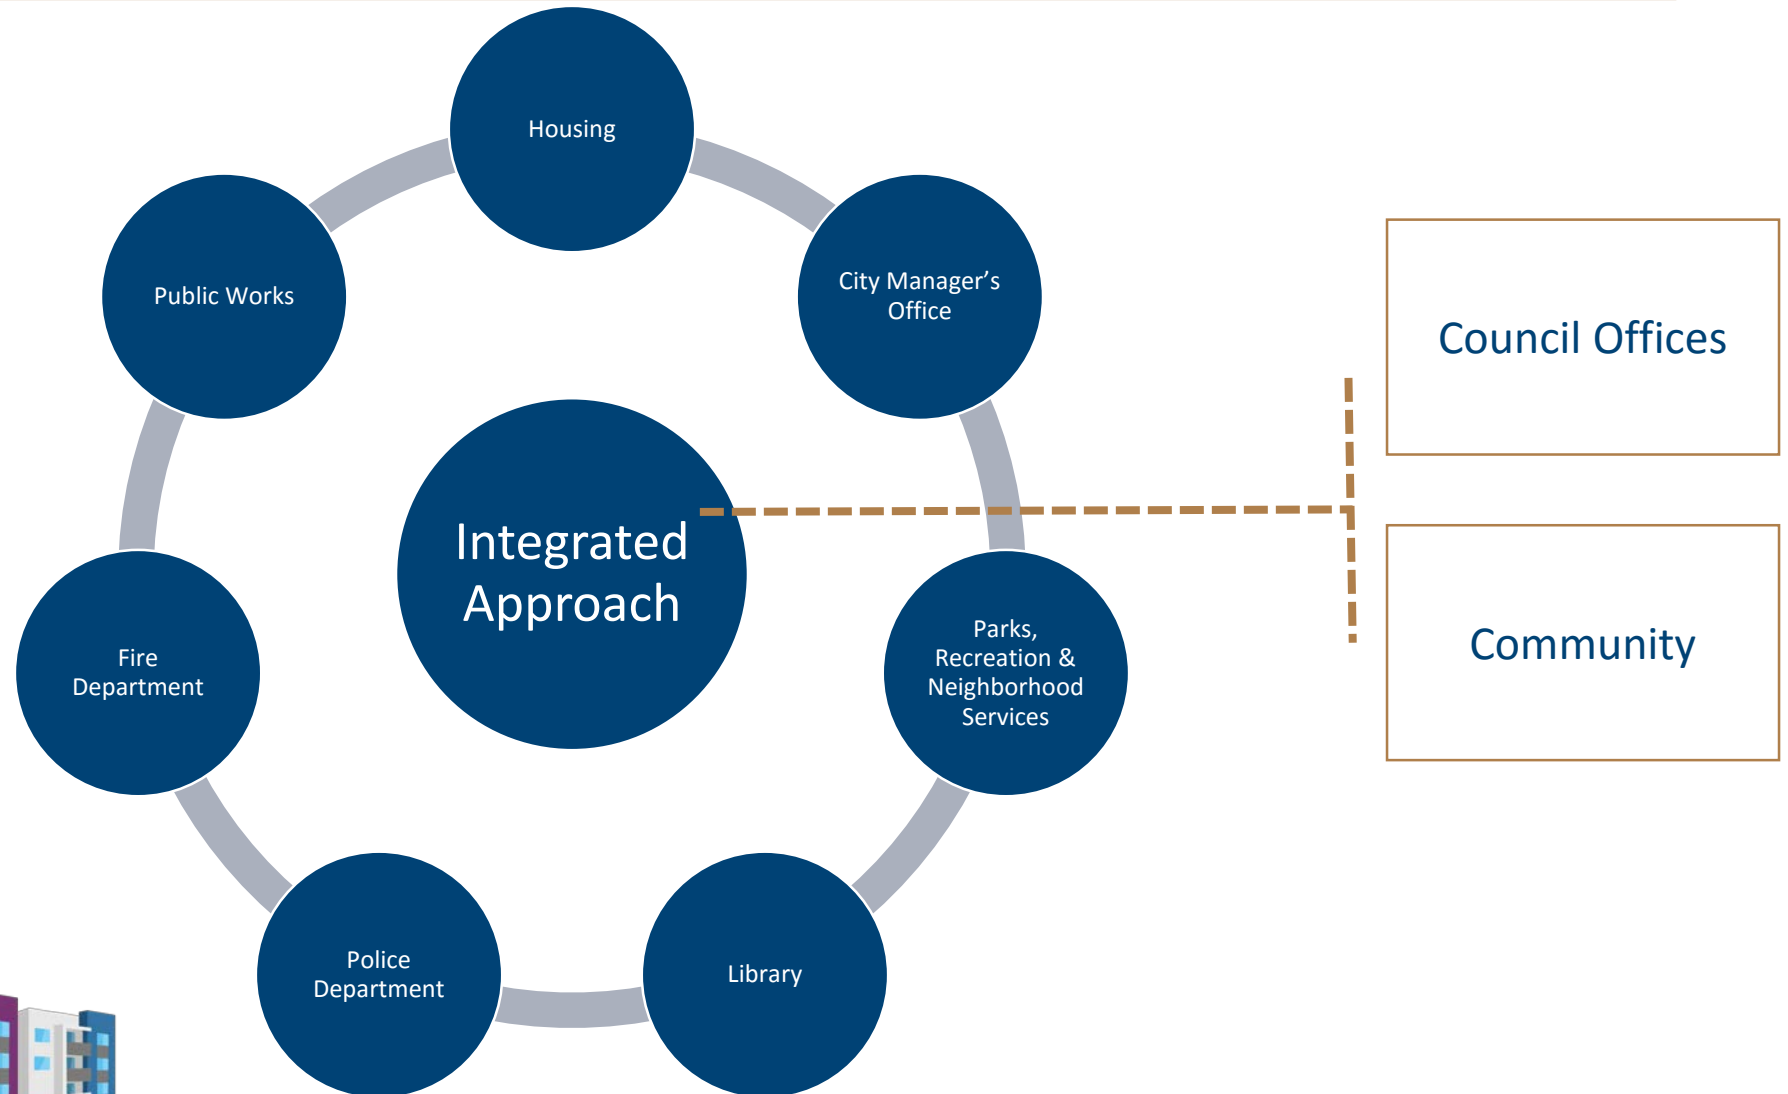 Housing
City Manager’s
Office
Public Works
Council Offices
Integrated
Approach
Parks,
Recreation &
Neighborhood
Services
Community
Fire
Department
Police
Department
Library